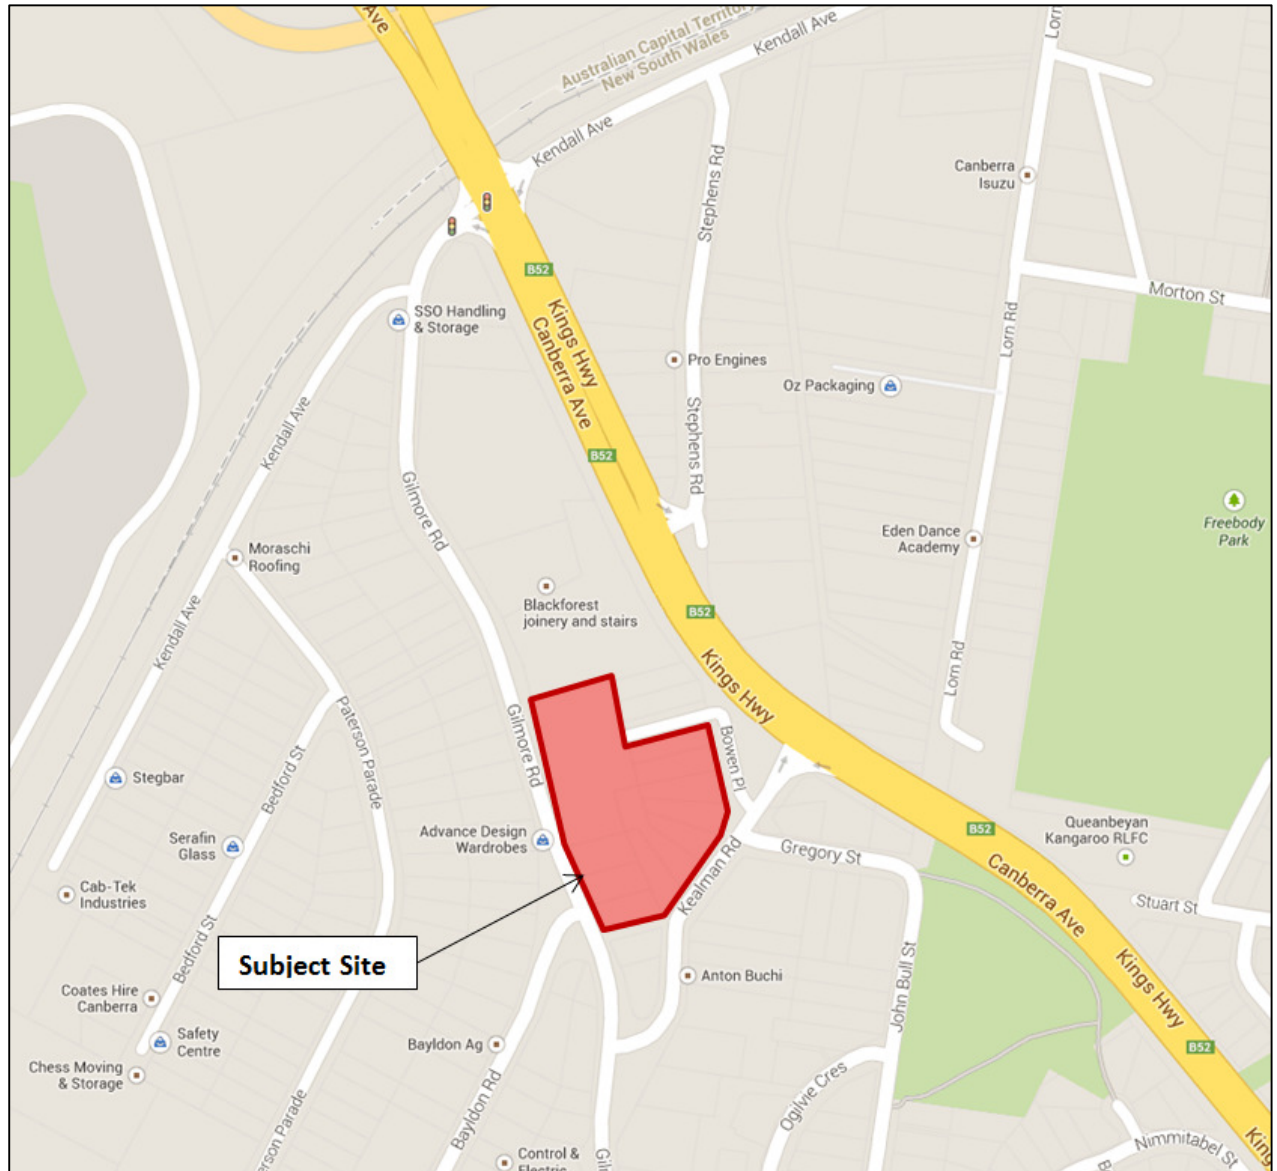 Ave
Australian Capital Territory
New South Wales
Kendall Ave
Lorn
Kendall Ave
Stephens Rd
Canberra
Isuzu
B52
Morton St
SSO Handling
& Storage
Kings Hwy
Canberra Ave
Lorn Rd
Pro Engines
Oz Packaging
Kendall Ave
Stephens Rd
B52
Gilmore Rd
Freebody
Park
Eden Dance
Academy
Moraschi
Roofing
Blackforest
joinery and stairs
B52
Kendall Ave
Kings Hwy
Lorn Rd
Paterson Parade
Gilmore Rd
Bowen Pl
Stegbar
Bedford St
Serafin
Glass
Advance Design
Wardrobes
B52
Queanbeyan
Kangaroo RLFC
Gregory St
Kealman Rd
Canberra Ave
Cab-Tek
Industries
Stuart St
Bedford St
Subject Site
Anton Buchi
John Bull St
Kings Hwy
Coates Hire
Canberra
Safety
Centre
Bayldon Ag
B52
Chess Moving
& Storage
Ogilvie Cres
Bayldon Rd
erson Parade
Nimmitabel St
Control &
Electric
Gil
King
B